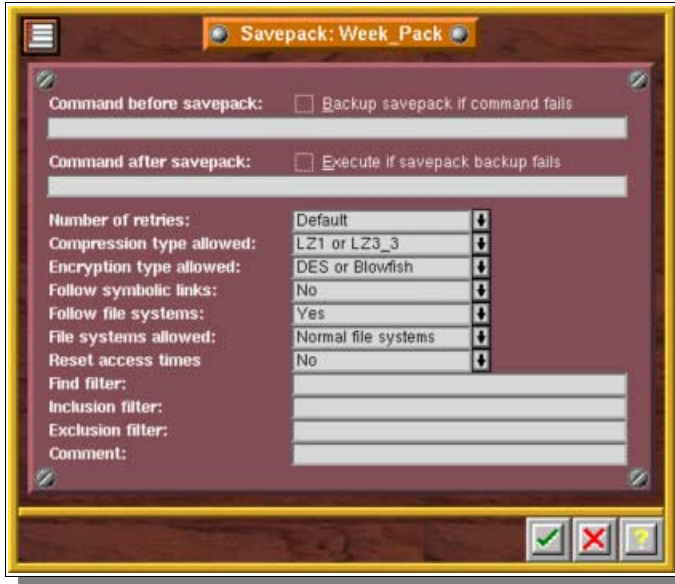 Savepack: Week_Pack
Command before savepack: Backup savepack if command fails
Command after savepack: Execute if savepack backup fails
Number of retries: Default
Compression type allowed: LZ1 or LZ3_3
Encryption type allowed: DES or Blowfish
Follow symbolic links: No
Follow file systems: Yes
File systems allowed: Normal file systems
Reset access times No
Find filter:
Inclusion filter:
Exclusion filter:
Comment:
?